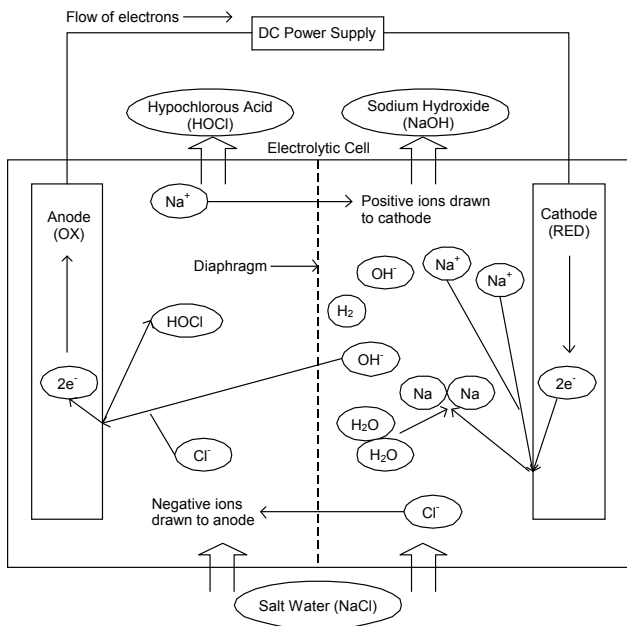 Flow of electrons
DC Power Supply
Hypochlorous Acid
(HOCl)
Sodium Hydroxide
(NaOH)
Electrolytic Cell
Anode
(OX)
Na⁺
Positive ions drawn
to cathode
Cathode
(RED)
Diaphragm
OH⁻
Na⁺
Na⁺
H₂
HOCl
OH⁻
2e⁻
Na
Na
2e⁻
H₂O
H₂O
Cl⁻
Negative ions
drawn to anode
Cl⁻
Salt Water (NaCl)